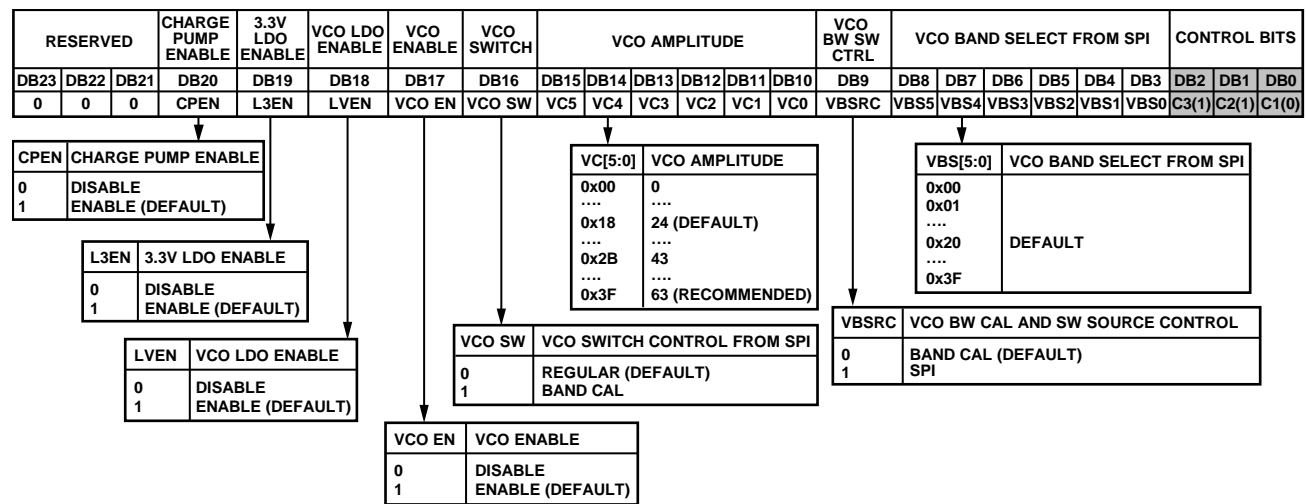 RESERVED CHARGE PUMP ENABLE 3.3V LDO ENABLE VCO LDO ENABLE VCO ENABLE VCO SWITCH VCO AMPLITUDE VCO BW SW CTRL VCO BAND SELECT FROM SPI CONTROL BITS
DB23 DB22 DB21 DB20 DB19 DB18 DB17 DB16 DB15 DB14 DB13 DB12 DB11 DB10 DB9 DB8 DB7 DB6 DB5 DB4 DB3 DB2 DB1 DB0
0 0 0 CPEN L3EN LVEN VCO EN VCO SW VC5 VC4 VC3 VC2 VC1 VC0 VBSRC VBS5 VBS4 VBS3 VBS2 VBS1 VBS0 C3(1) C2(1) C1(0)
CPEN CHARGE PUMP ENABLE
0 DISABLE
1 ENABLE (DEFAULT)
L3EN 3.3V LDO ENABLE
0 DISABLE
1 ENABLE (DEFAULT)
LVEN VCO LDO ENABLE
0 DISABLE
1 ENABLE (DEFAULT)
VCO EN VCO ENABLE
0 DISABLE
1 ENABLE (DEFAULT)
VCO SW VCO SWITCH CONTROL FROM SPI
0 REGULAR (DEFAULT)
1 BAND CAL
VC[5:0] VCO AMPLITUDE
0x00 0
.... ....
0x18 24 (DEFAULT)
.... ....
0x2B 43
.... ....
0x3F 63 (RECOMMENDED)
VBSRC VCO BW CAL AND SW SOURCE CONTROL
0 BAND CAL (DEFAULT)
1 SPI
VBS[5:0] VCO BAND SELECT FROM SPI
0x00
0x01
....
0x20 DEFAULT
....
0x3F